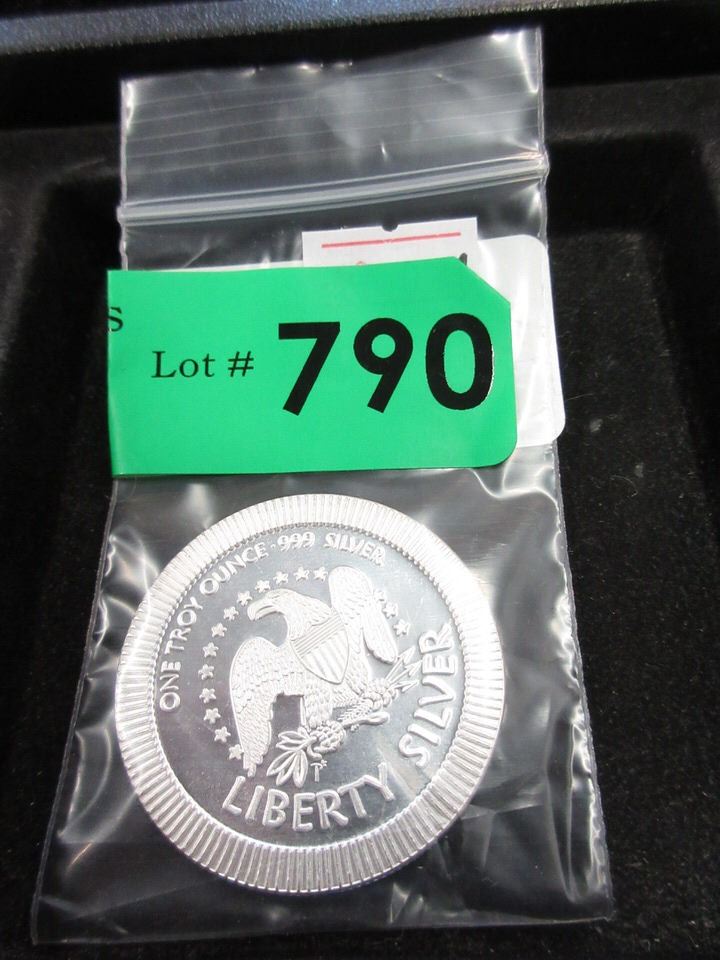 S
Lot # 790
ONE TROY OUNCE · 999 SILVER
LIBERTY SILVER